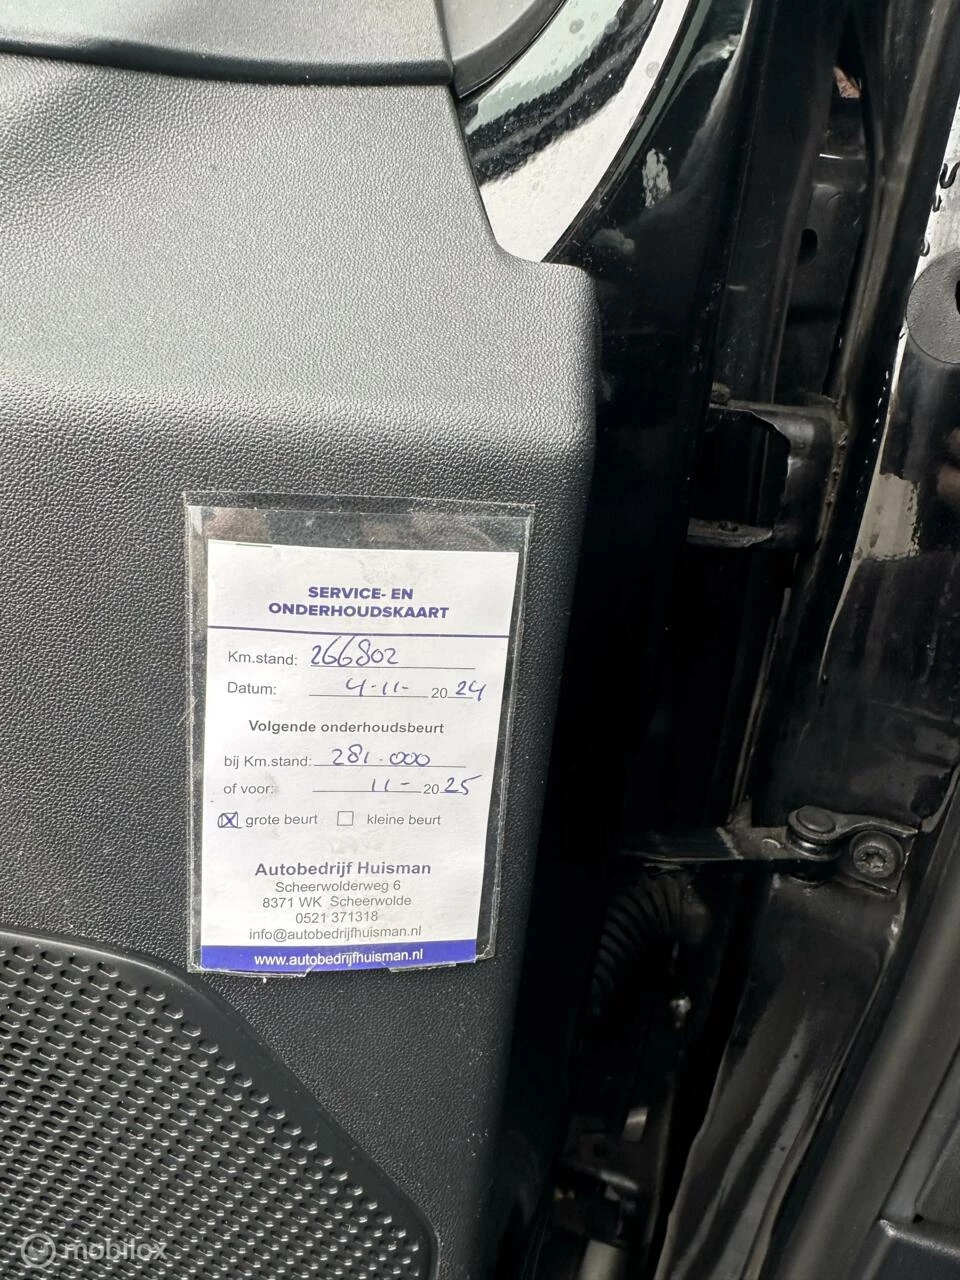 SERVICE- EN
ONDERHOUDSKAART
Km.stand: 266802
Datum: 4-11- 2024
Volgende onderhoudsbeurt
bij Km.stand: 281.000
of voor: 11- 2025
grote beurt kleine beurt
Autobedrijf Huisman
Scheerwolderweg 6
8371 WK Scheerwolde
0521 371318
info@autobedrijfhuisman.nl
www.autobedrijfhuisman.nl
mobilox